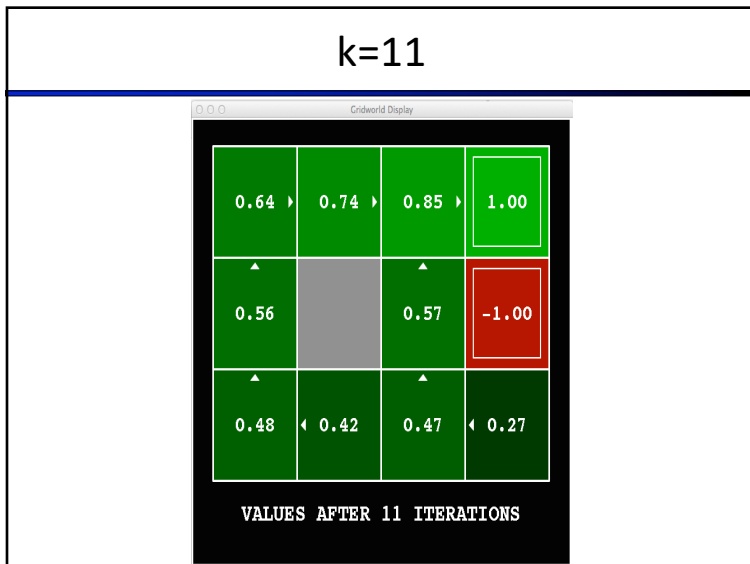 k=11
Gridworld Display
0.64 0.74 0.85 1.00
0.56 0.57 -1.00
0.48 0.42 0.47 0.27
VALUES AFTER 11 ITERATIONS